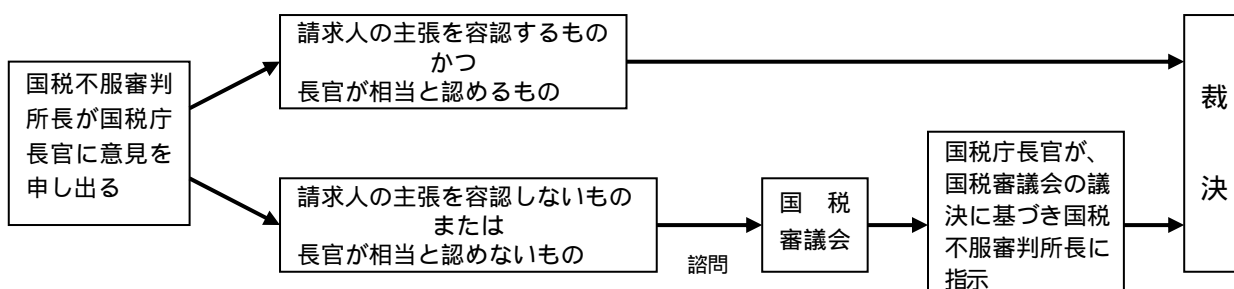 国税不服審判
所長が国税庁
長官に意見を
申し出る
請求人の主張を容認するもの
かつ
長官が相当と認めるもの
請求人の主張を容認しないもの
または
長官が相当と認めないもの
諮問
国 税
審議会
国税庁長官が、
国税審議会の議
決に基づき国税
不服審判所長に
指示
裁
決